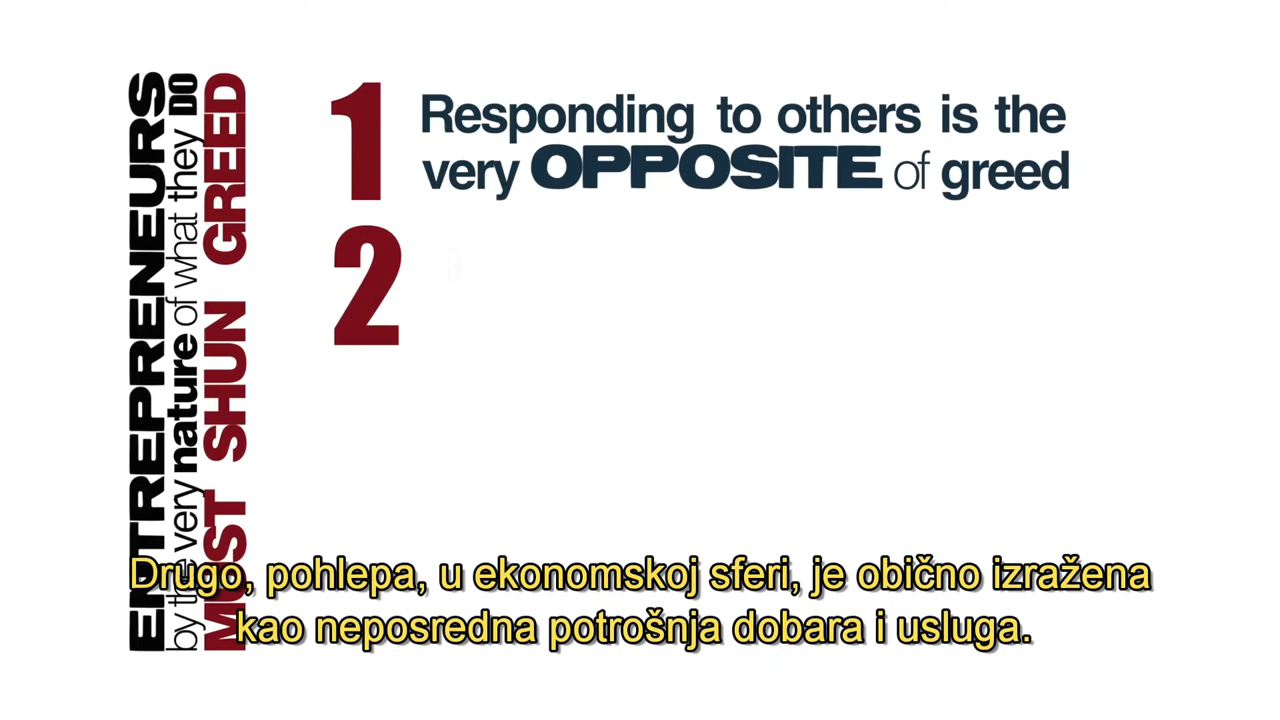 ENTREPRENEURS
by the very nature of what they DO
MUST SHUN GREED
1 Responding to others is the
very OPPOSITE of greed
2
Drugo, pohlepa, u ekonomskoj sferi, je obično izražena
kao neposredna potrošnja dobara i usluga.